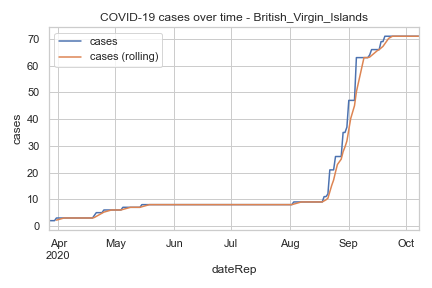 COVID-19 cases over time - British_Virgin_Islands
cases
cases (rolling)
70
60
50
40
30
20
10
0
cases
Apr May Jun Jul Aug Sep Oct
2020
dateRep